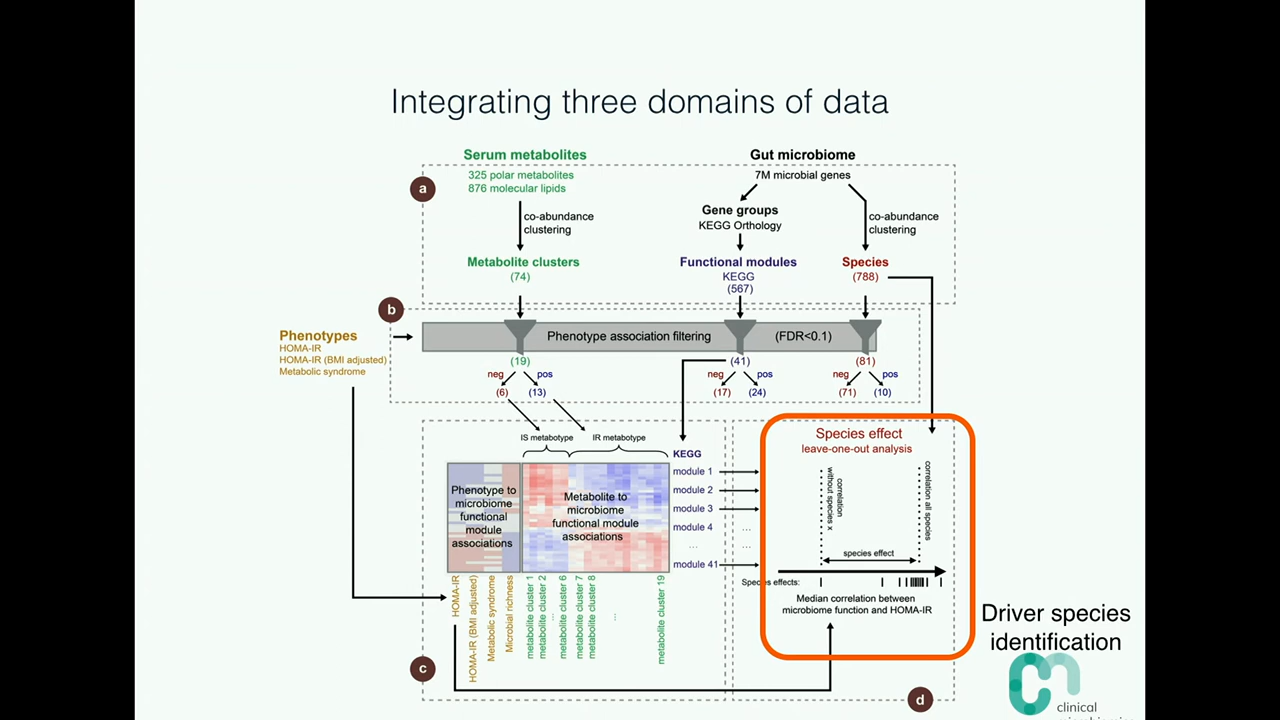 Integrating three domains of data
Serum metabolites
325 polar metabolites
876 molecular lipids
Gut microbiome
7M microbial genes
a
co-abundance
clustering
Gene groups
KEGG Orthology
co-abundance
clustering
Metabolite clusters
(74)
Functional modules
KEGG
(567)
Species
(788)
b
Phenotypes
HOMA-IR
HOMA-IR (BMI adjusted)
Metabolic syndrome
Phenotype association filtering
(FDR<0.1)
(19)
(41)
(81)
neg
pos
neg
pos
neg
pos
(6)
(13)
(17)
(24)
(71)
(10)
IS metabotype
IR metabotype
KEGG
module 1
module 2
module 3
module 4
...
...
...
module 41
Phenotype to
microbiome
functional
module
associations
Metabolite to
microbiome
functional module
associations
HOMA-IR
HOMA-IR (BMI adjusted)
Metabolic syndrome
Microbial richness
metabolite cluster 1
metabolite cluster 2
...
metabolite cluster 6
metabolite cluster 7
metabolite cluster 8
...
metabolite cluster 19
c
Species effect
leave-one-out analysis
correlation
without species x
correlation all species
species effect
Species effects:
Median correlation between
microbiome function and HOMA-IR
d
Driver species
identification
clinical